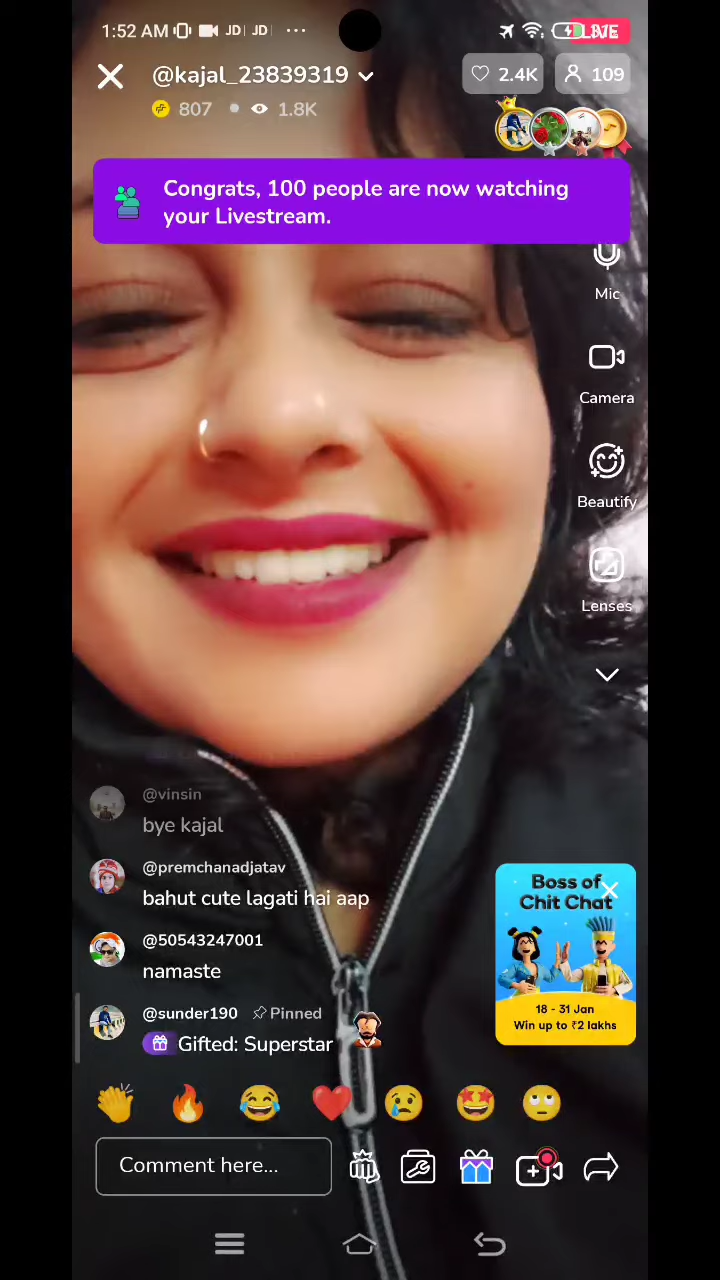 1:52 AM JD JD ...
LIVE
@kajal_23839319
2.4K
109
807 • 1.8K
Congrats, 100 people are now watching
your Livestream.
Mic
Camera
Beautify
Lenses
@vinsin
bye kajal
@premchanadjatav
bahut cute lagati hai aap
@50543247001
namaste
@sunder190 Pinned
Gifted: Superstar
Boss of
Chit Chat
18 - 31 Jan
Win up to ₹2 lakhs
Comment here...